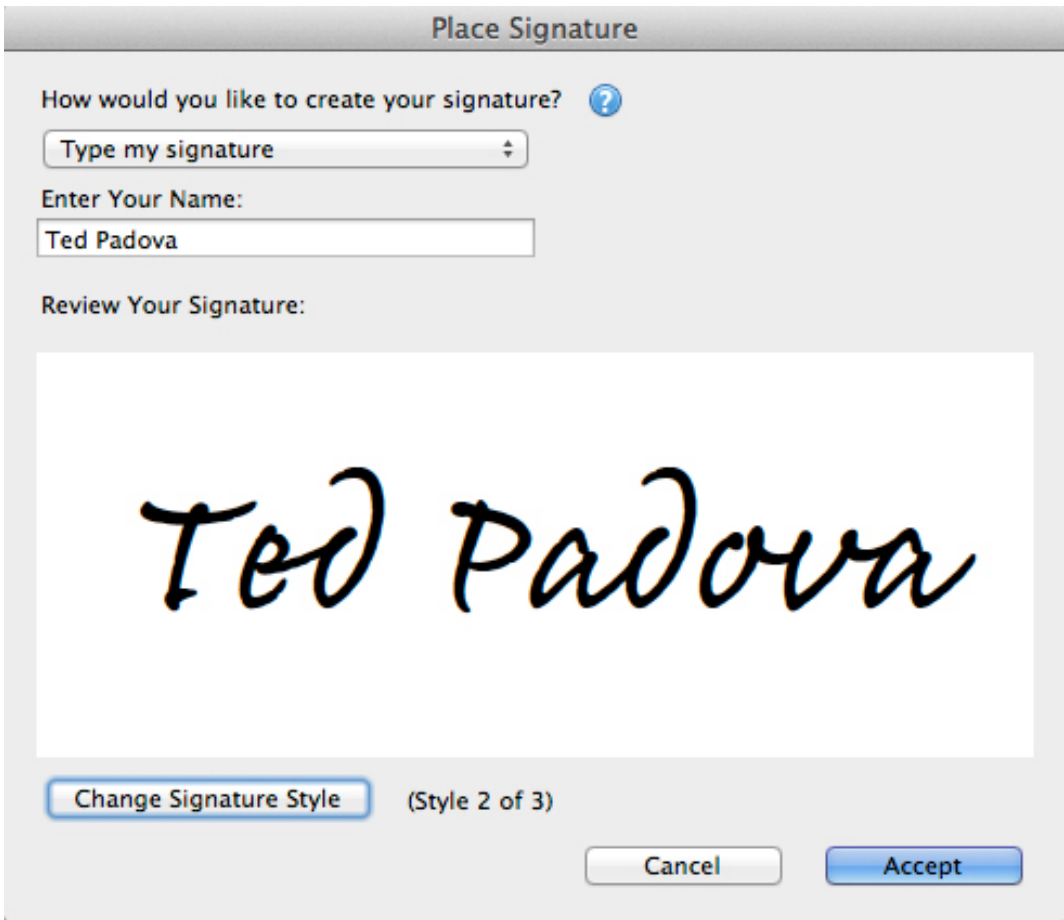 Place Signature
How would you like to create your signature? ?
Type my signature
Enter Your Name:
Ted Padova
Review Your Signature:
Ted Padova
Change Signature Style (Style 2 of 3)
Cancel Accept